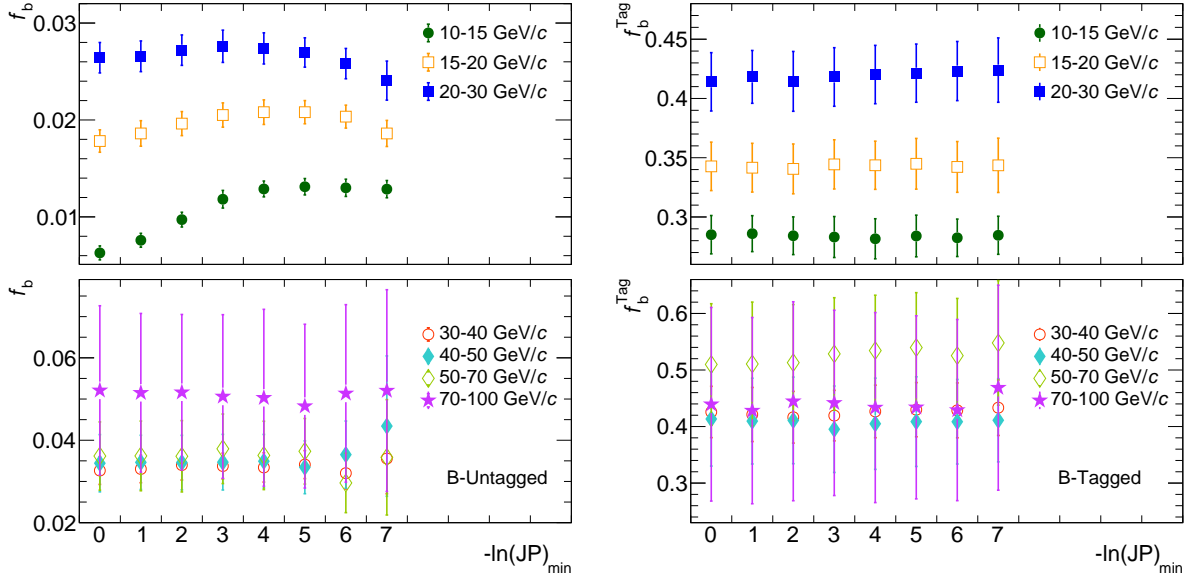 f_b
0.03
0.02
0.01
10-15 GeV/c
15-20 GeV/c
20-30 GeV/c
f_b^Tag
0.45
0.4
0.35
0.3
10-15 GeV/c
15-20 GeV/c
20-30 GeV/c
f_b
0.06
0.04
0.02
30-40 GeV/c
40-50 GeV/c
50-70 GeV/c
70-100 GeV/c
B-Untagged
0 1 2 3 4 5 6 7
-ln(JP)_min
f_b^Tag
0.6
0.5
0.4
0.3
30-40 GeV/c
40-50 GeV/c
50-70 GeV/c
70-100 GeV/c
B-Tagged
0 1 2 3 4 5 6 7
-ln(JP)_min